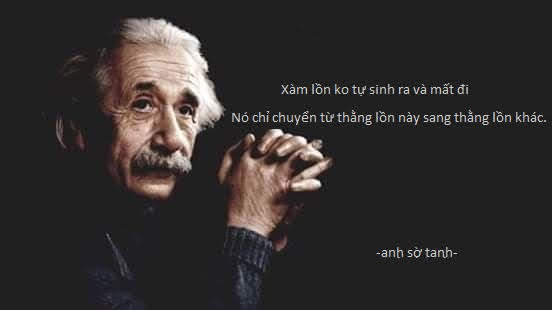 Xàm lồn ko tự sinh ra và mất đi
Nó chỉ chuyển từ thằng lồn này sang thằng lồn khác.
-anh sờ tanh-